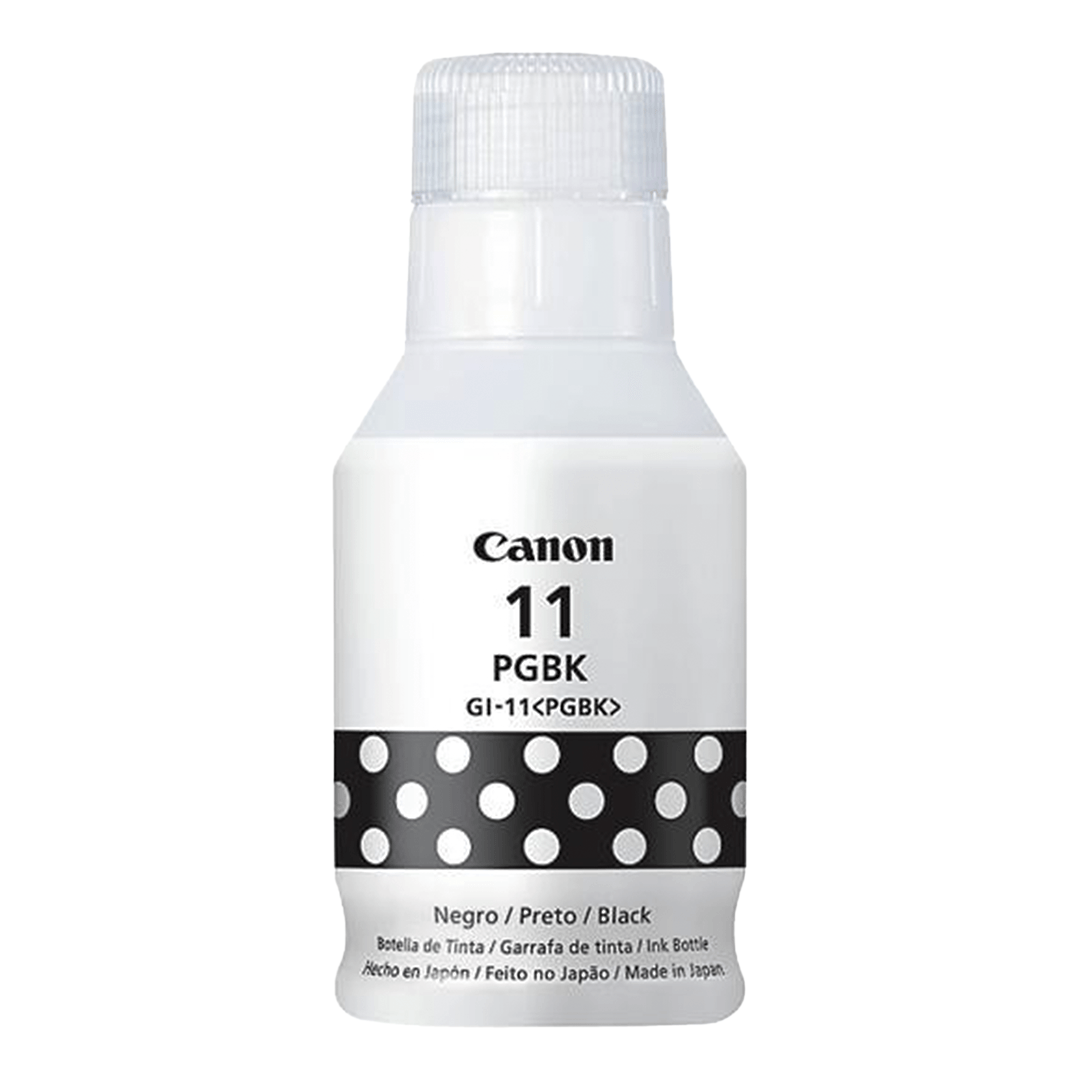 Canon
11
PGBK
GI-11<PGBK>
Negro / Preto / Black
Botella de Tinta / Garrafa de tinta / Ink Bottle
Hecho en Japón / Feito no Japão / Made in Japan